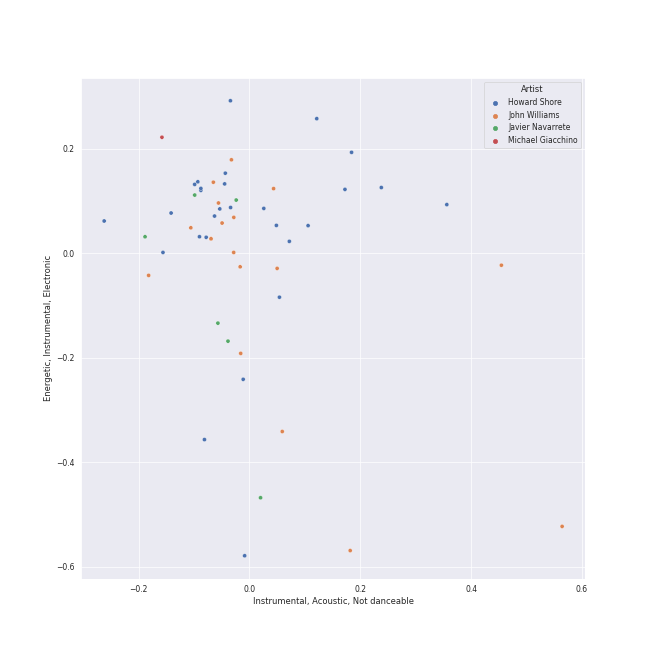 Artist
Howard Shore
John Williams
Javier Navarrete
Michael Giacchino
0.2
0.0
−0.2
−0.4
−0.6
Energetic, Instrumental, Electronic
−0.2
0.0
0.2
0.4
0.6
Instrumental, Acoustic, Not danceable